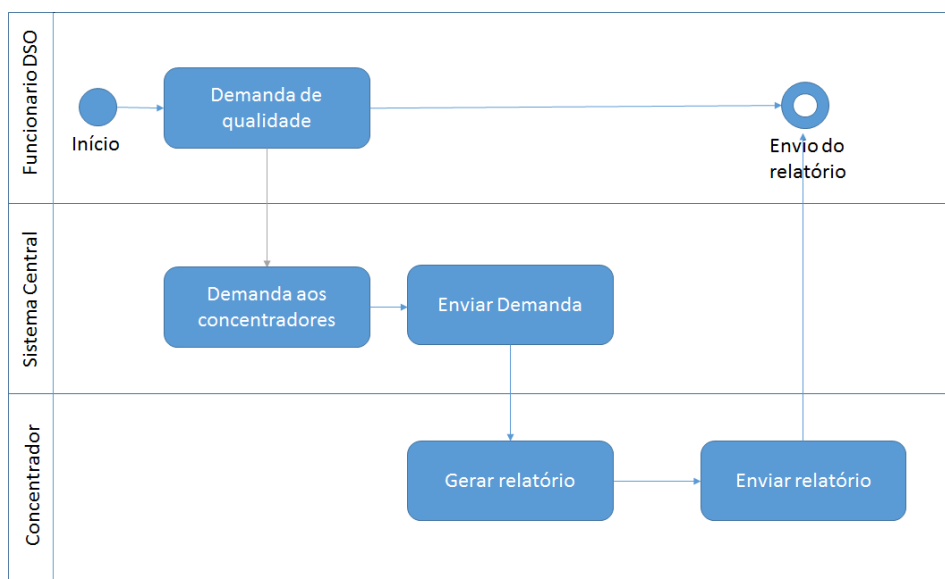 Funcionario DSO
Início
Demanda de
qualidade
Envio do
relatório
Sistema Central
Demanda aos
concentradores
Enviar Demanda
Concentrador
Gerar relatório
Enviar relatório